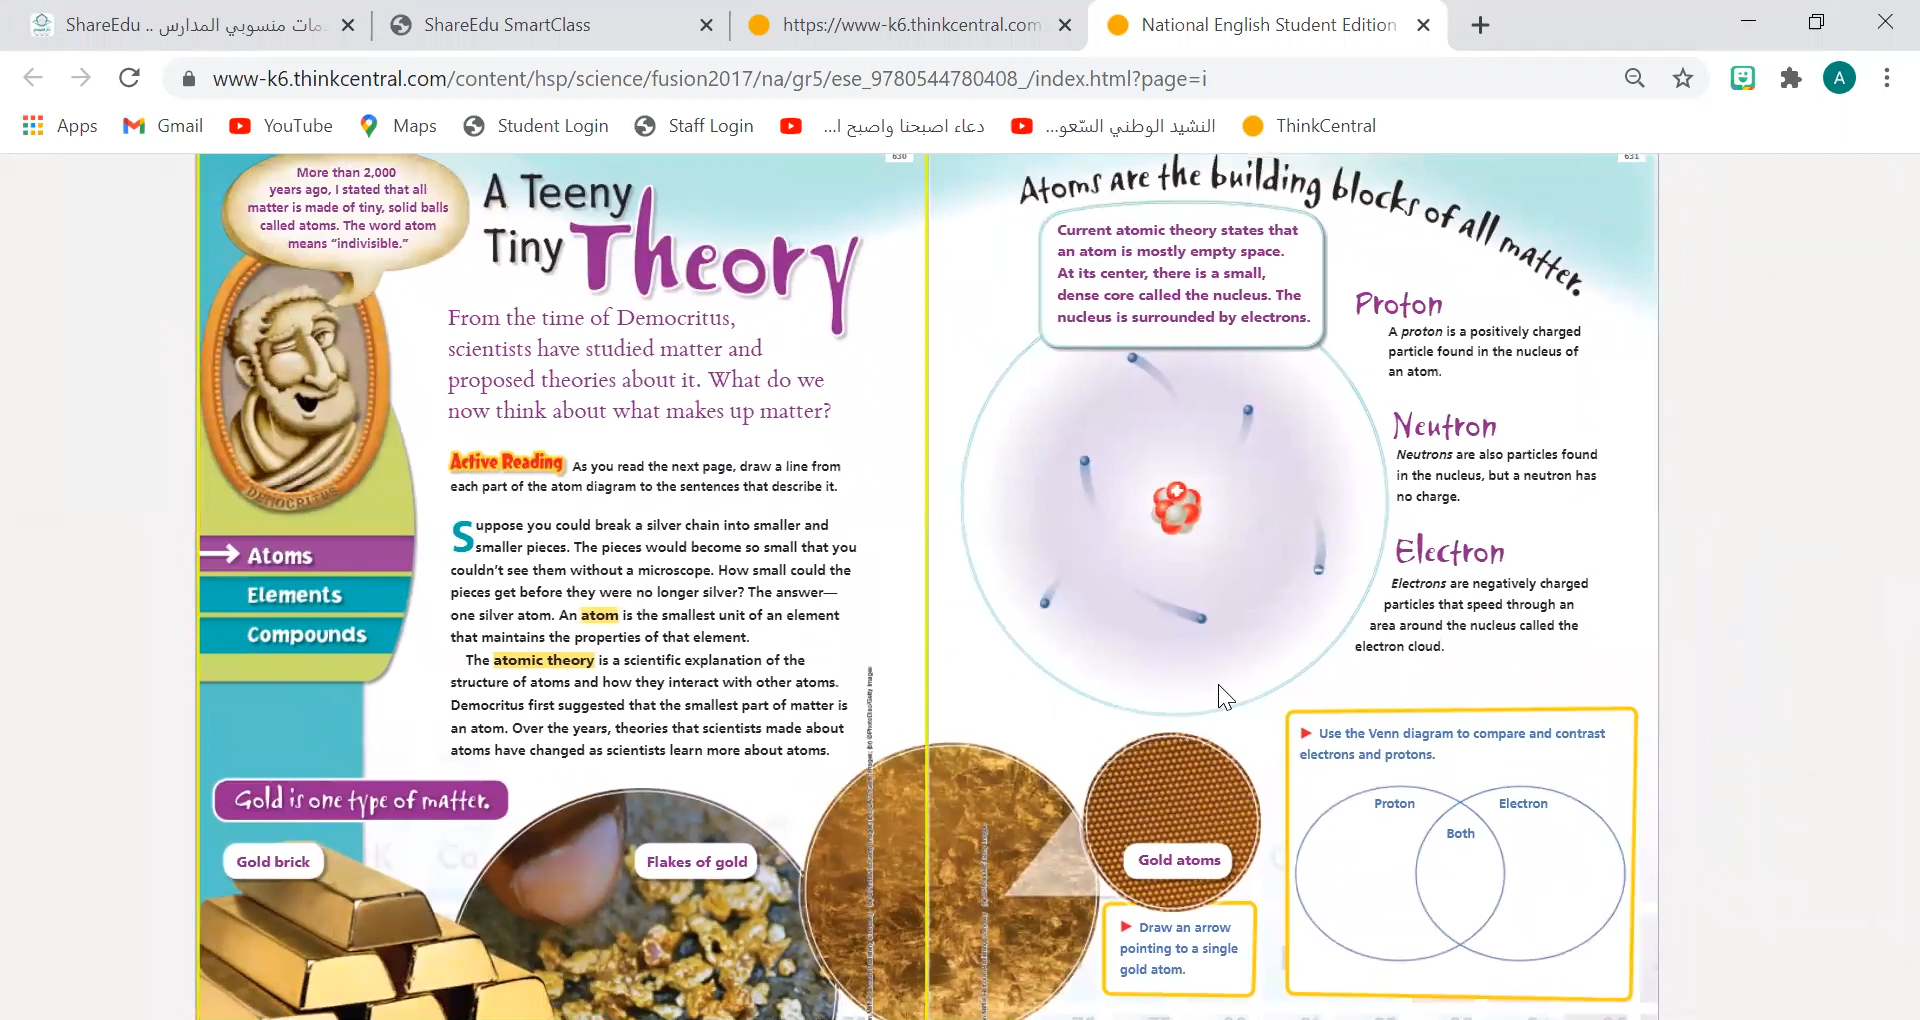 ShareEdu .. مات منسوبي المدارس
ShareEdu SmartClass
https://www-k6.thinkcentral.com
National English Student Edition
www-k6.thinkcentral.com/content/hsp/science/fusion2017/na/gr5/ese_9780544780408_/index.html?page=i
A
Apps
Gmail
YouTube
Maps
Student Login
Staff Login
دعاء اصبحنا واصبح ا...
النشيد الوطني السّعو...
ThinkCentral
630
631
More than 2,000
years ago, I stated that all
matter is made of tiny, solid balls
called atoms. The word atom
means “indivisible.”
DEMOCRITUS
A Teeny
Tiny Theory
From the time of Democritus,
scientists have studied matter and
proposed theories about it. What do we
now think about what makes up matter?
Active Reading As you read the next page, draw a line from
each part of the atom diagram to the sentences that describe it.
Atoms
Elements
Compounds
Suppose you could break a silver chain into smaller and
smaller pieces. The pieces would become so small that you
couldn’t see them without a microscope. How small could the
pieces get before they were no longer silver? The answer—
one silver atom. An atom is the smallest unit of an element
that maintains the properties of that element.
The atomic theory is a scientific explanation of the
structure of atoms and how they interact with other atoms.
Democritus first suggested that the smallest part of matter is
an atom. Over the years, theories that scientists made about
atoms have changed as scientists learn more about atoms.
Gold is one type of matter.
Gold brick
Flakes of gold
Atoms are the building blocks of all matter.
Current atomic theory states that
an atom is mostly empty space.
At its center, there is a small,
dense core called the nucleus. The
nucleus is surrounded by electrons.
Proton
A proton is a positively charged
particle found in the nucleus of
an atom.
Neutron
Neutrons are also particles found
in the nucleus, but a neutron has
no charge.
Electron
Electrons are negatively charged
particles that speed through an
area around the nucleus called the
electron cloud.
Gold atoms
Draw an arrow
pointing to a single
gold atom.
Use the Venn diagram to compare and contrast
electrons and protons.
Proton
Electron
Both